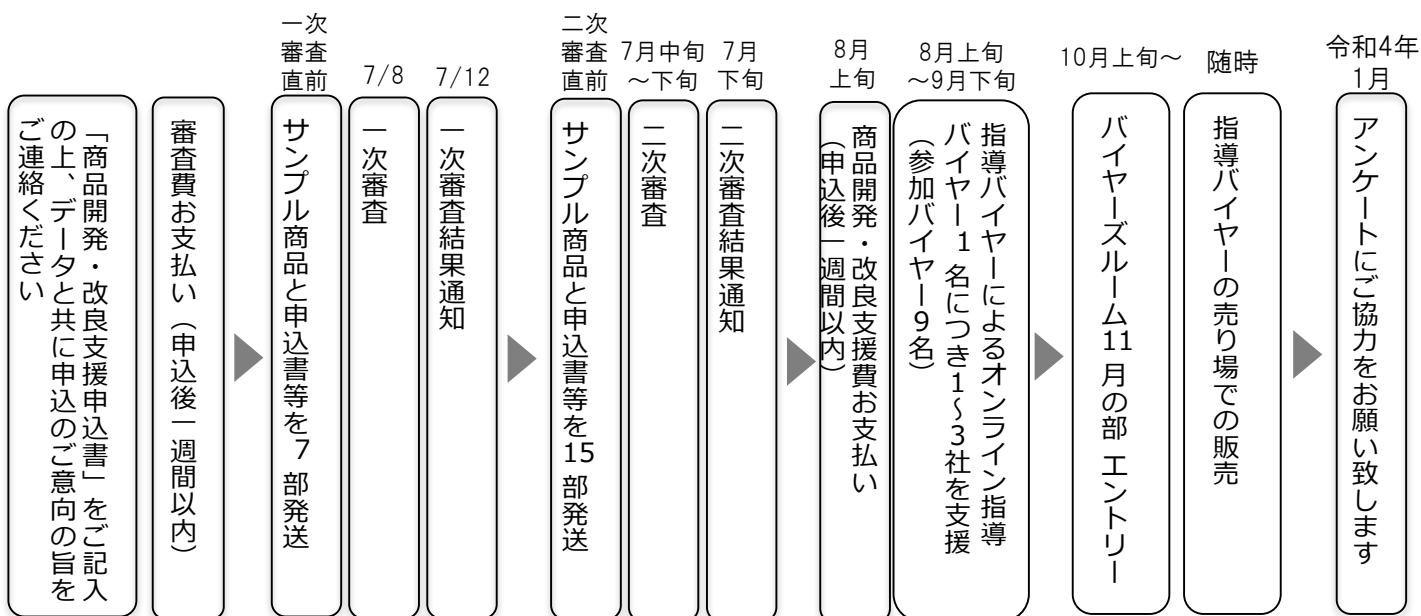 「商品開発・改良支援申込書」をご記入
の上、データと共に申込のご意向の旨を
ご連絡ください
審査費お支払い（申込後一週間以内）
一次
審査
直前
サンプル商品と申込書等を 7 部発送
7/8
一次審査
7/12
一次審査結果通知
二次
審査
直前
サンプル商品と申込書等を 15 部発送
7月中旬
～下旬
二次審査
7月
下旬
二次審査結果通知
8月
上旬
商品開発・改良支援費お支払い
（申込後一週間以内）
8月上旬
～9月下旬
指導バイヤーによるオンライン指導
バイヤー 1 名につき1～3社を支援
（参加バイヤー9名）
10月上旬～
バイヤーズルーム11 月の部 エントリー
随時
指導バイヤーの売り場での販売
令和4年
1月
アンケートにご協力をお願い致します